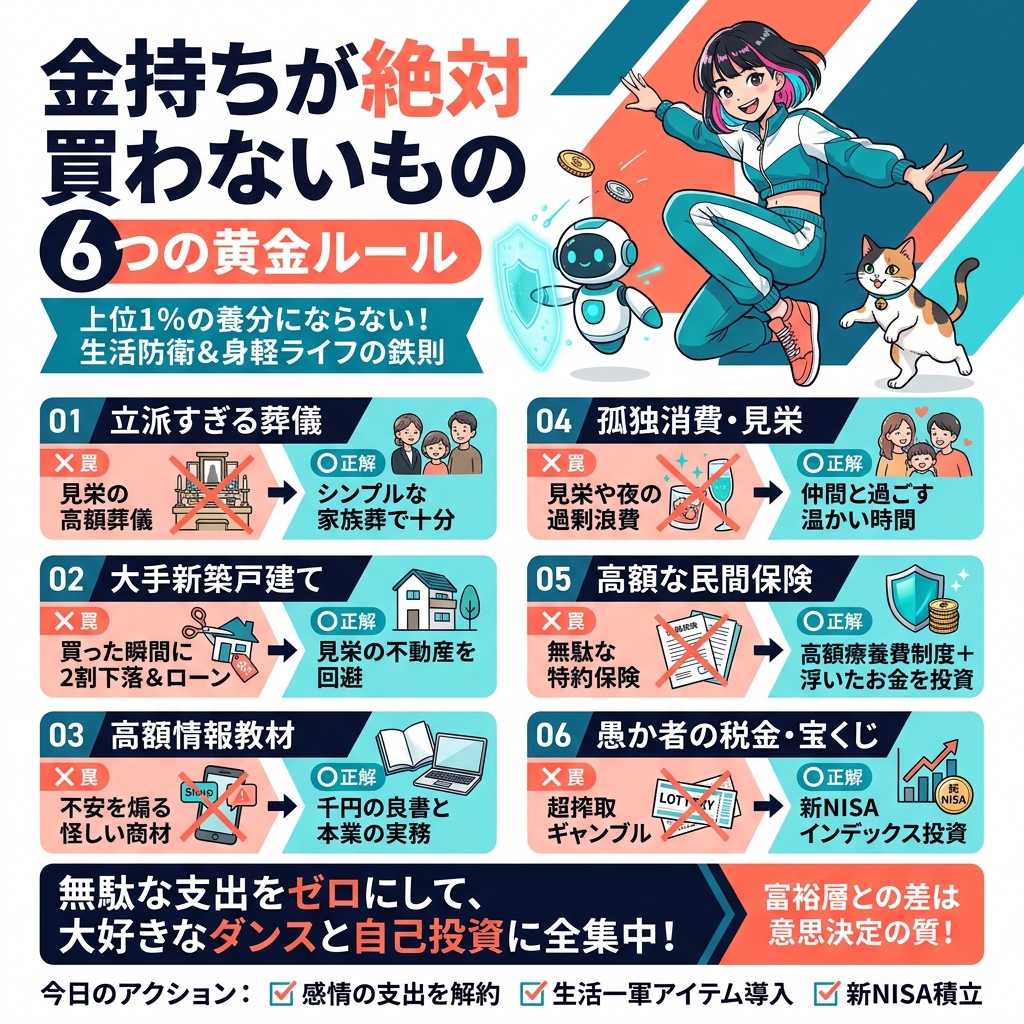 金持ちが絶対
買わないもの
6つの黄金ルール
上位1%の養分にならない!
生活防衛&身軽ライフの鉄則
01 立派すぎる葬儀
×罠
見栄の
高額葬儀
○正解
シンプルな
家族葬で十分
02 大手新築戸建て
×罠
買った瞬間に
2割下落&ローン
○正解
見栄の不動産を
回避
03 高額情報教材
×罠
不安を煽る
怪しい商材
○正解
千円の良書と
本業の実務
04 孤独消費・見栄
×罠
見栄や夜の
過剰浪費
○正解
仲間と過ごす
温かい時間
05 高額な民間保険
×罠
無駄な
特約保険
○正解
高額療養費制度+
浮いたお金を投資
06 愚か者の税金・宝くじ
×罠
超搾取
ギャンブル
LOTTERY
○正解
新NISA
インデックス投資
NISA
無駄な支出をゼロにして、
大好きなダンスと自己投資に全集中!
富裕層との差は
意思決定の質!
今日のアクション: ☑感情の支出を解約 ☑生活一軍アイテム導入 ☑新NISA積立